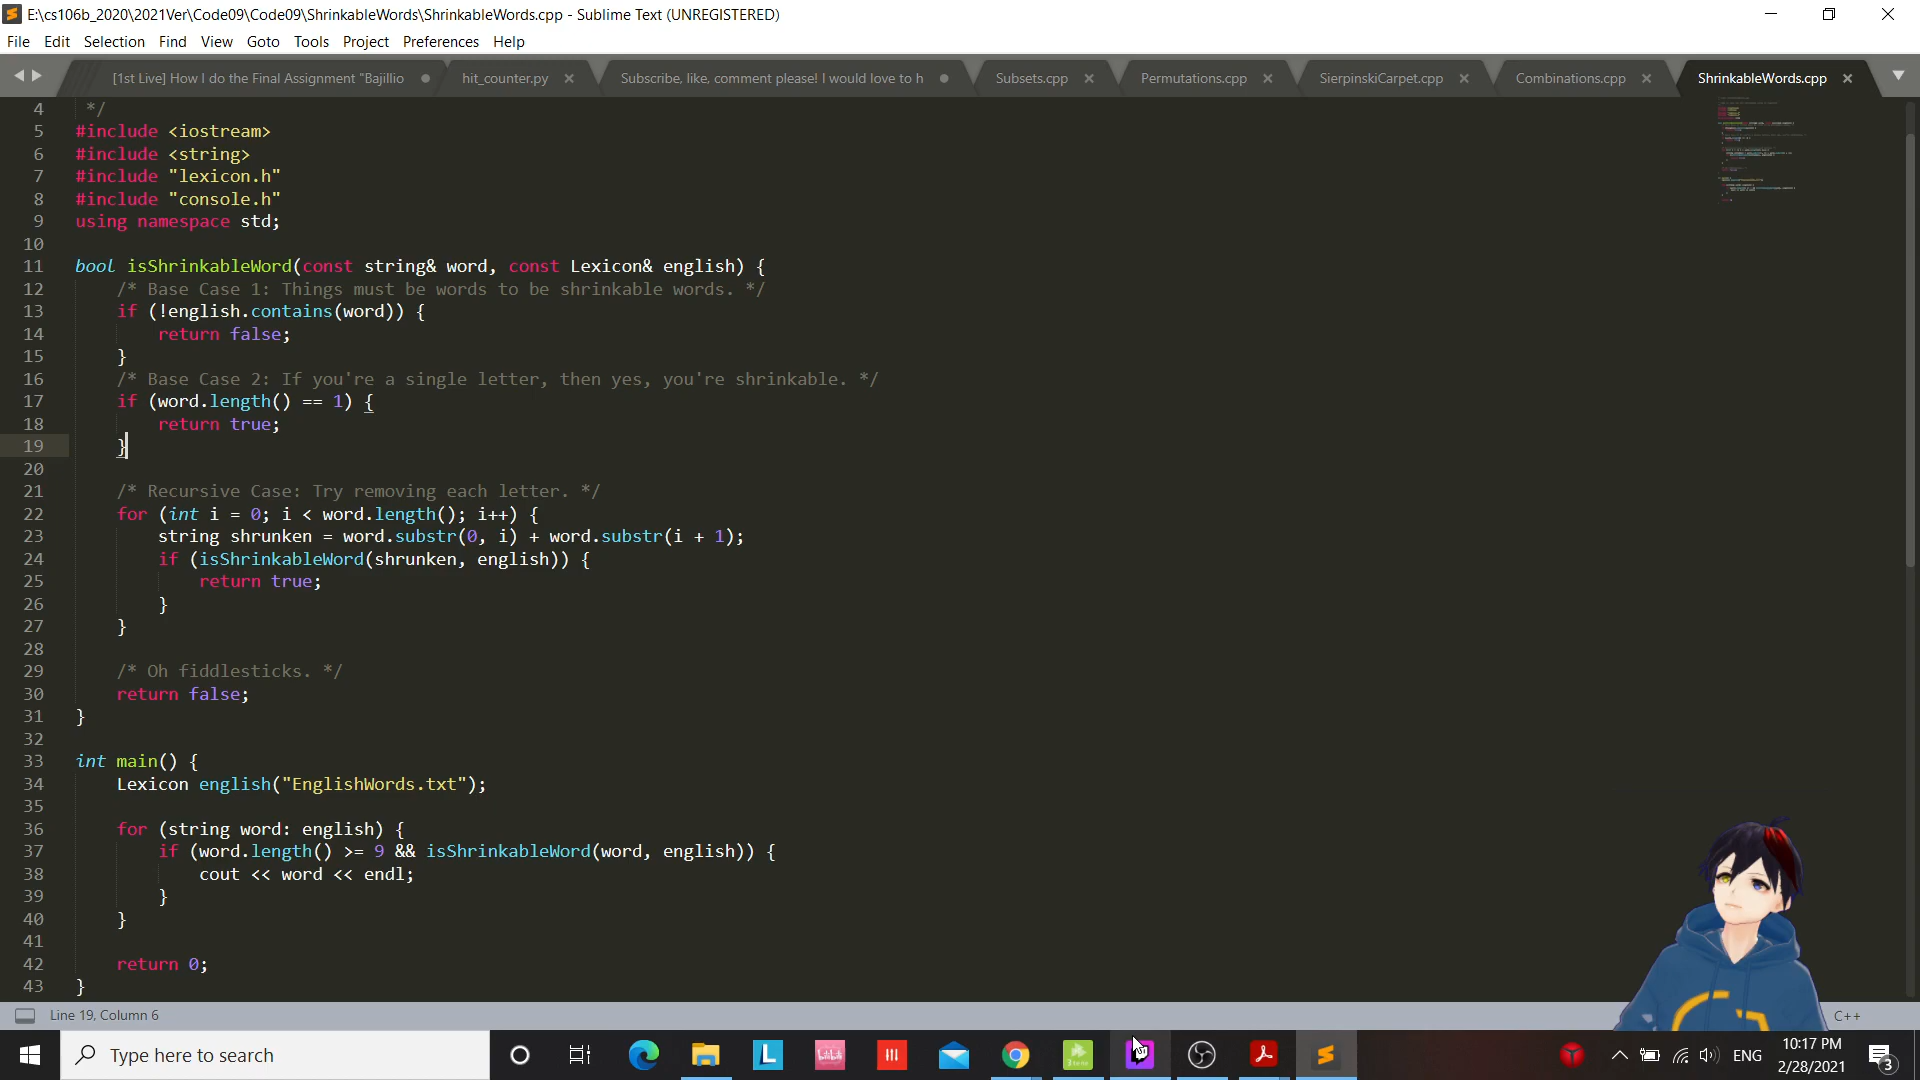 E:\cs106b_2020\2021Ver\Code09\Code09\ShrinkableWords\ShrinkableWords.cpp - Sublime Text (UNREGISTERED)
File Edit Selection Find View Goto Tools Project Preferences Help
[1st Live] How I do the Final Assignment "Bajillio hit_counter.py Subscribe, like, comment please! I would love to h Subsets.cpp Permutations.cpp SierpinskiCarpet.cpp Combinations.cpp ShrinkableWords.cpp
4 */
5 #include <iostream>
6 #include <string>
7 #include "lexicon.h"
8 #include "console.h"
9 using namespace std;
10
11 bool isShrinkableWord(const string& word, const Lexicon& english) {
12 /* Base Case 1: Things must be words to be shrinkable words. */
13 if (!english.contains(word)) {
14 return false;
15 }
16 /* Base Case 2: If you're a single letter, then yes, you're shrinkable. */
17 if (word.length() == 1) {
18 return true;
19 }
20
21 /* Recursive Case: Try removing each letter. */
22 for (int i = 0; i < word.length(); i++) {
23 string shrunken = word.substr(0, i) + word.substr(i + 1);
24 if (isShrinkableWord(shrunken, english)) {
25 return true;
26 }
27 }
28
29 /* Oh fiddlesticks. */
30 return false;
31 }
32
33 int main() {
34 Lexicon english("EnglishWords.txt");
35
36 for (string word: english) {
37 if (word.length() >= 9 && isShrinkableWord(word, english)) {
38 cout << word << endl;
39 }
40 }
41
42 return 0;
43 }
Line 19, Column 6 C++
Type here to search
L
ENG
10:17 PM
2/28/2021
3